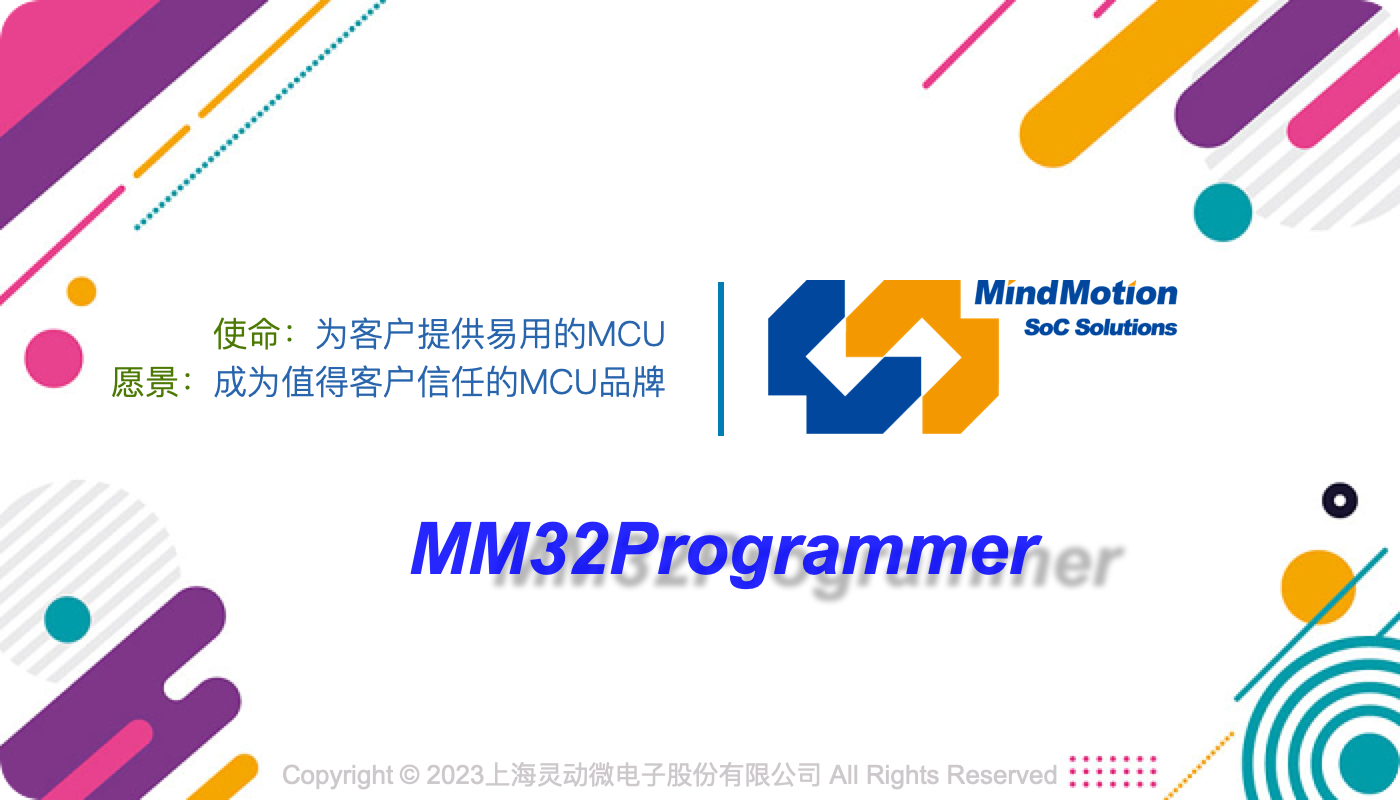 MindMotion
SoC Solutions
使命：为客户提供易用的MCU
愿景：成为值得客户信任的MCU品牌
MM32Programmer
Copyright © 2023上海灵动微电子股份有限公司 All Rights Reserved